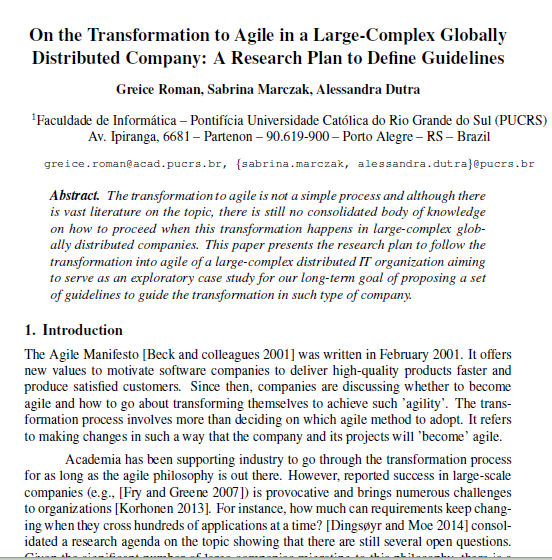 On the Transformation to Agile in a Large-Complex Globally
Distributed Company: A Research Plan to Define Guidelines
Greice Roman, Sabrina Marczak, Alessandra Dutra
1Faculdade de Informática – Pontifícia Universidade Católica do Rio Grande do Sul (PUCRS)
Av. Ipiranga, 6681 – Partenon – 90.619-900 – Porto Alegre – RS – Brazil
greice.roman@acad.pucrs.br, {sabrina.marczak, alessandra.dutra}@pucrs.br
Abstract. The transformation to agile is not a simple process and although there
is vast literature on the topic, there is still no consolidated body of knowledge
on how to proceed when this transformation happens in large-complex glob-
ally distributed companies. This paper presents the research plan to follow the
transformation into agile of a large-complex distributed IT organization aiming
to serve as an exploratory case study for our long-term goal of proposing a set
of guidelines to guide the transformation in such type of company.
1. Introduction
The Agile Manifesto [Beck and colleagues 2001] was written in February 2001. It offers
new values to motivate software companies to deliver high-quality products faster and
produce satisfied customers. Since then, companies are discussing whether to become
agile and how to go about transforming themselves to achieve such 'agility'. The trans-
formation process involves more than deciding on which agile method to adopt. It refers
to making changes in such a way that the company and its projects will 'become' agile.
Academia has been supporting industry to go through the transformation process
for as long as the agile philosophy is out there. However, reported success in large-scale
companies (e.g., [Fry and Greene 2007]) is provocative and brings numerous challenges
to organizations [Korhonen 2013]. For instance, how much can requirements keep chang-
ing when they cross hundreds of applications at a time? [Dingsøyr and Moe 2014] consol-
idated a research agenda on the topic showing that there are still several open questions.